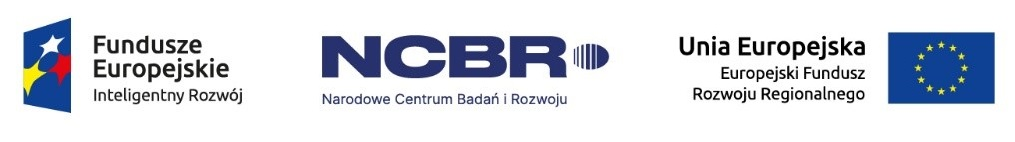 Fundusze
Europejskie
Inteligentny Rozwój
NCBR
Narodowe Centrum Badań i Rozwoju
Unia Europejska
Europejski Fundusz
Rozwoju Regionalnego